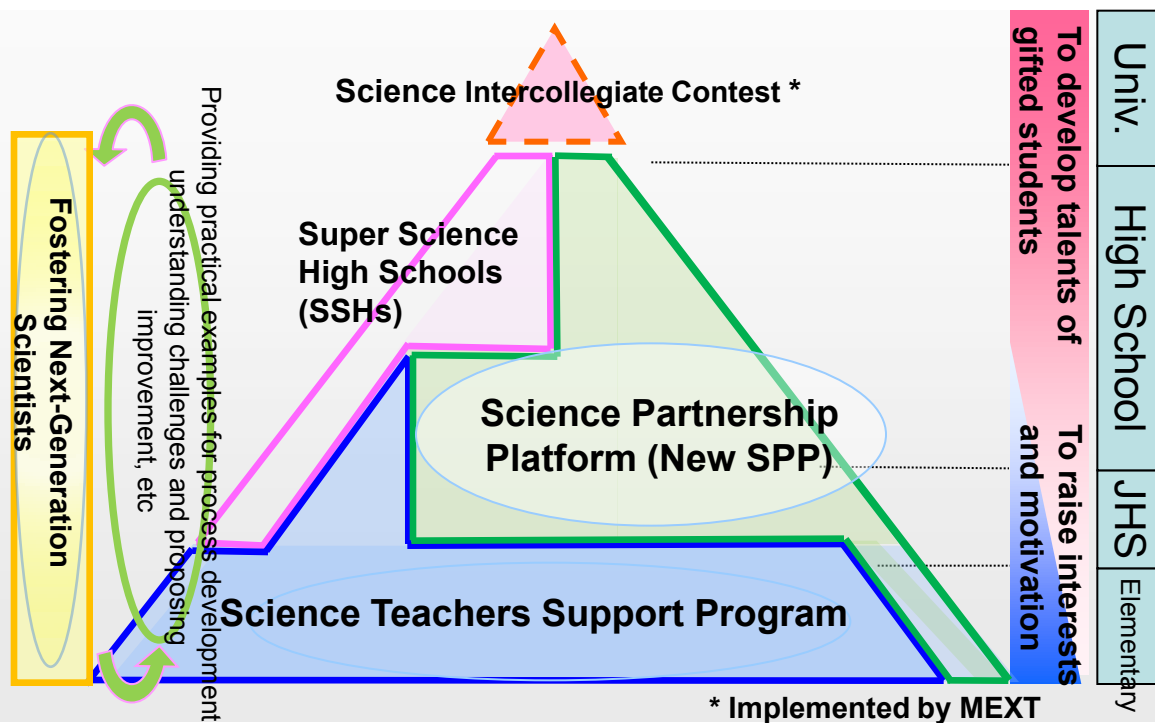 Science Intercollegiate Contest *
Super Science
High Schools
(SSHs)
Science Partnership
Platform (New SPP)
Science Teachers Support Program
* Implemented by MEXT
Fostering Next-Generation
Scientists
Providing practical examples for process development
understanding challenges and proposing
improvement, etc
To develop talents of
gifted students
To raise interests
and motivation
Univ.
High School
JHS
Elementary